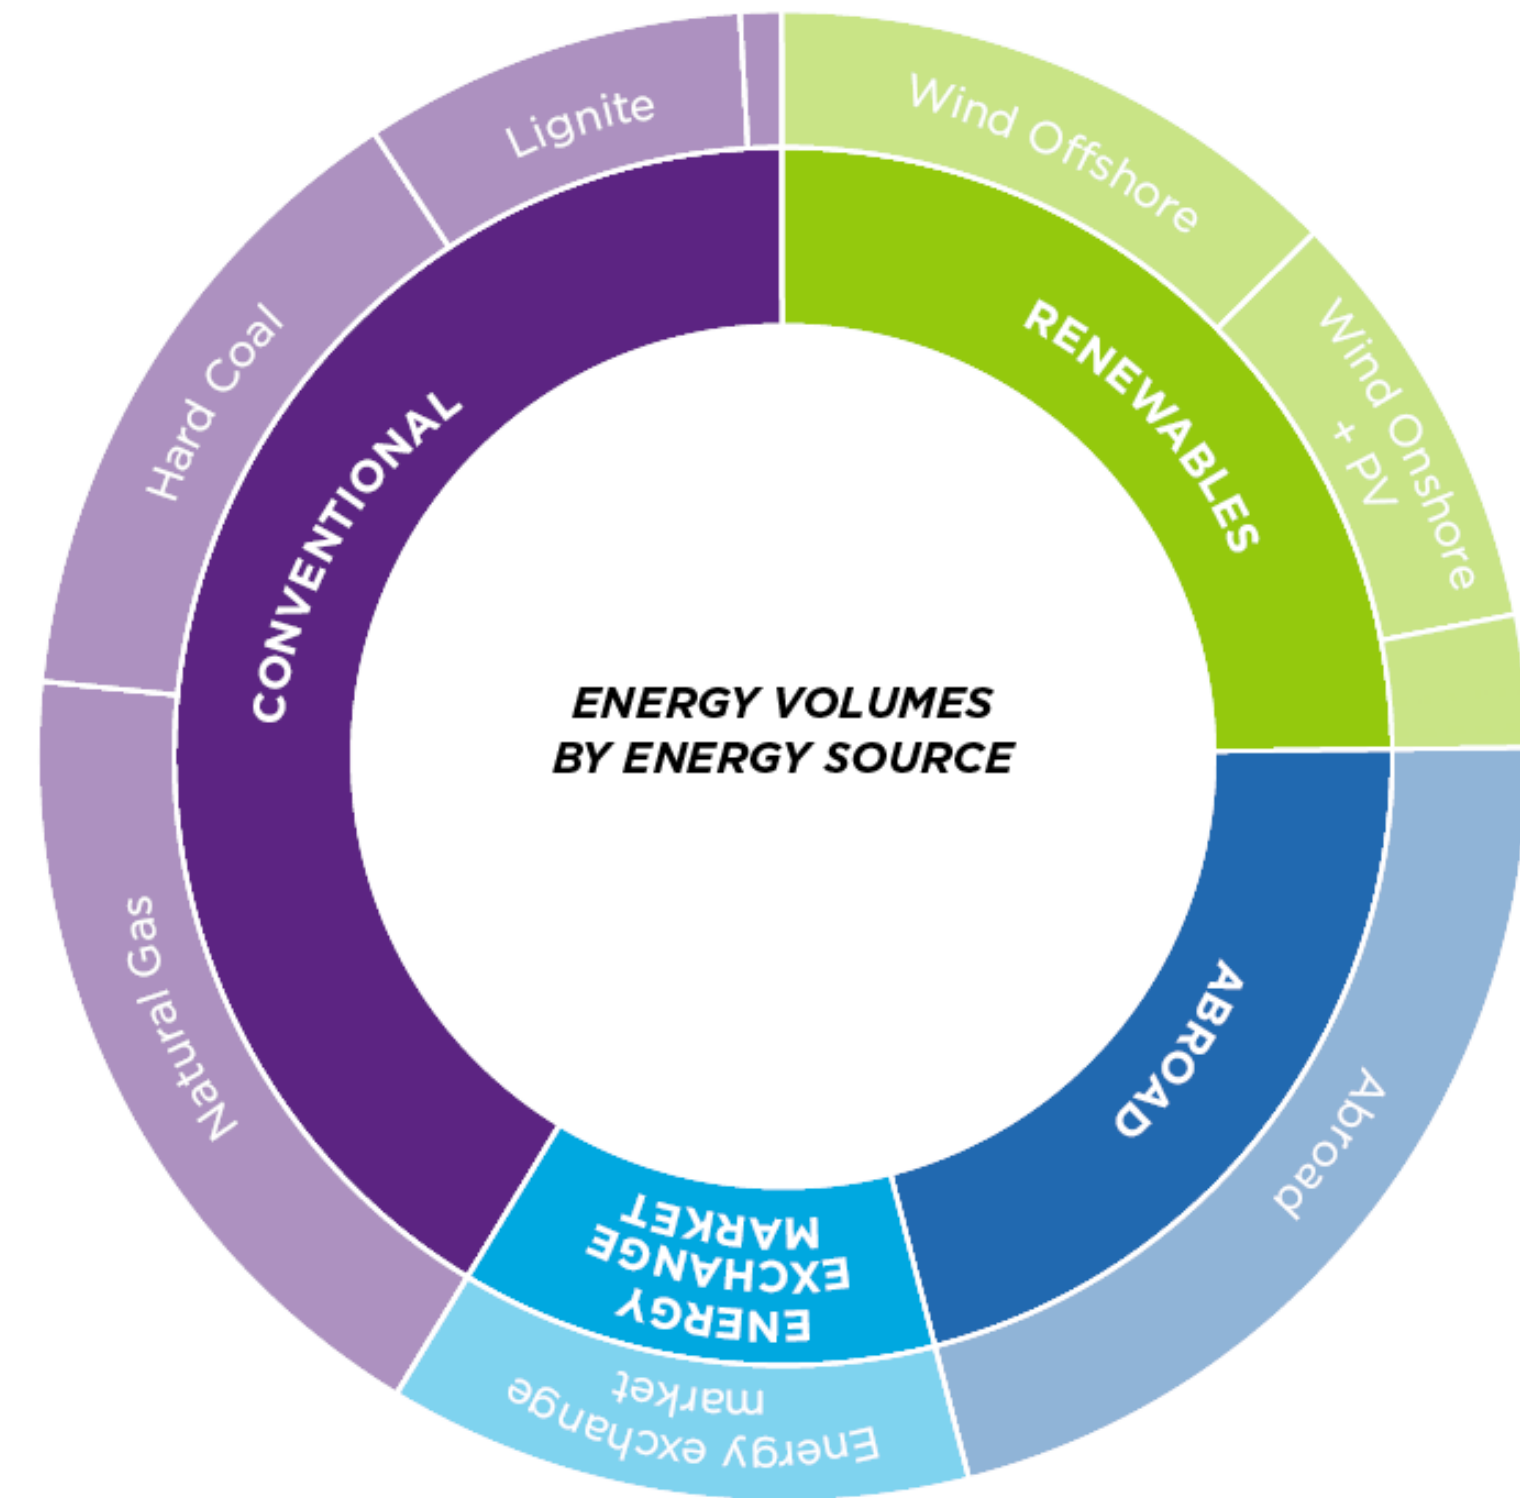 Lignite
Wind Offshore
Wind Onshore
+ PV
Hard Coal
RENEWABLES
CONVENTIONAL
ENERGY VOLUMES
BY ENERGY SOURCE
Natural Gas
ABROAD
Abroad
ENERGY
EXCHANGE
MARKET
Energy exchange
market